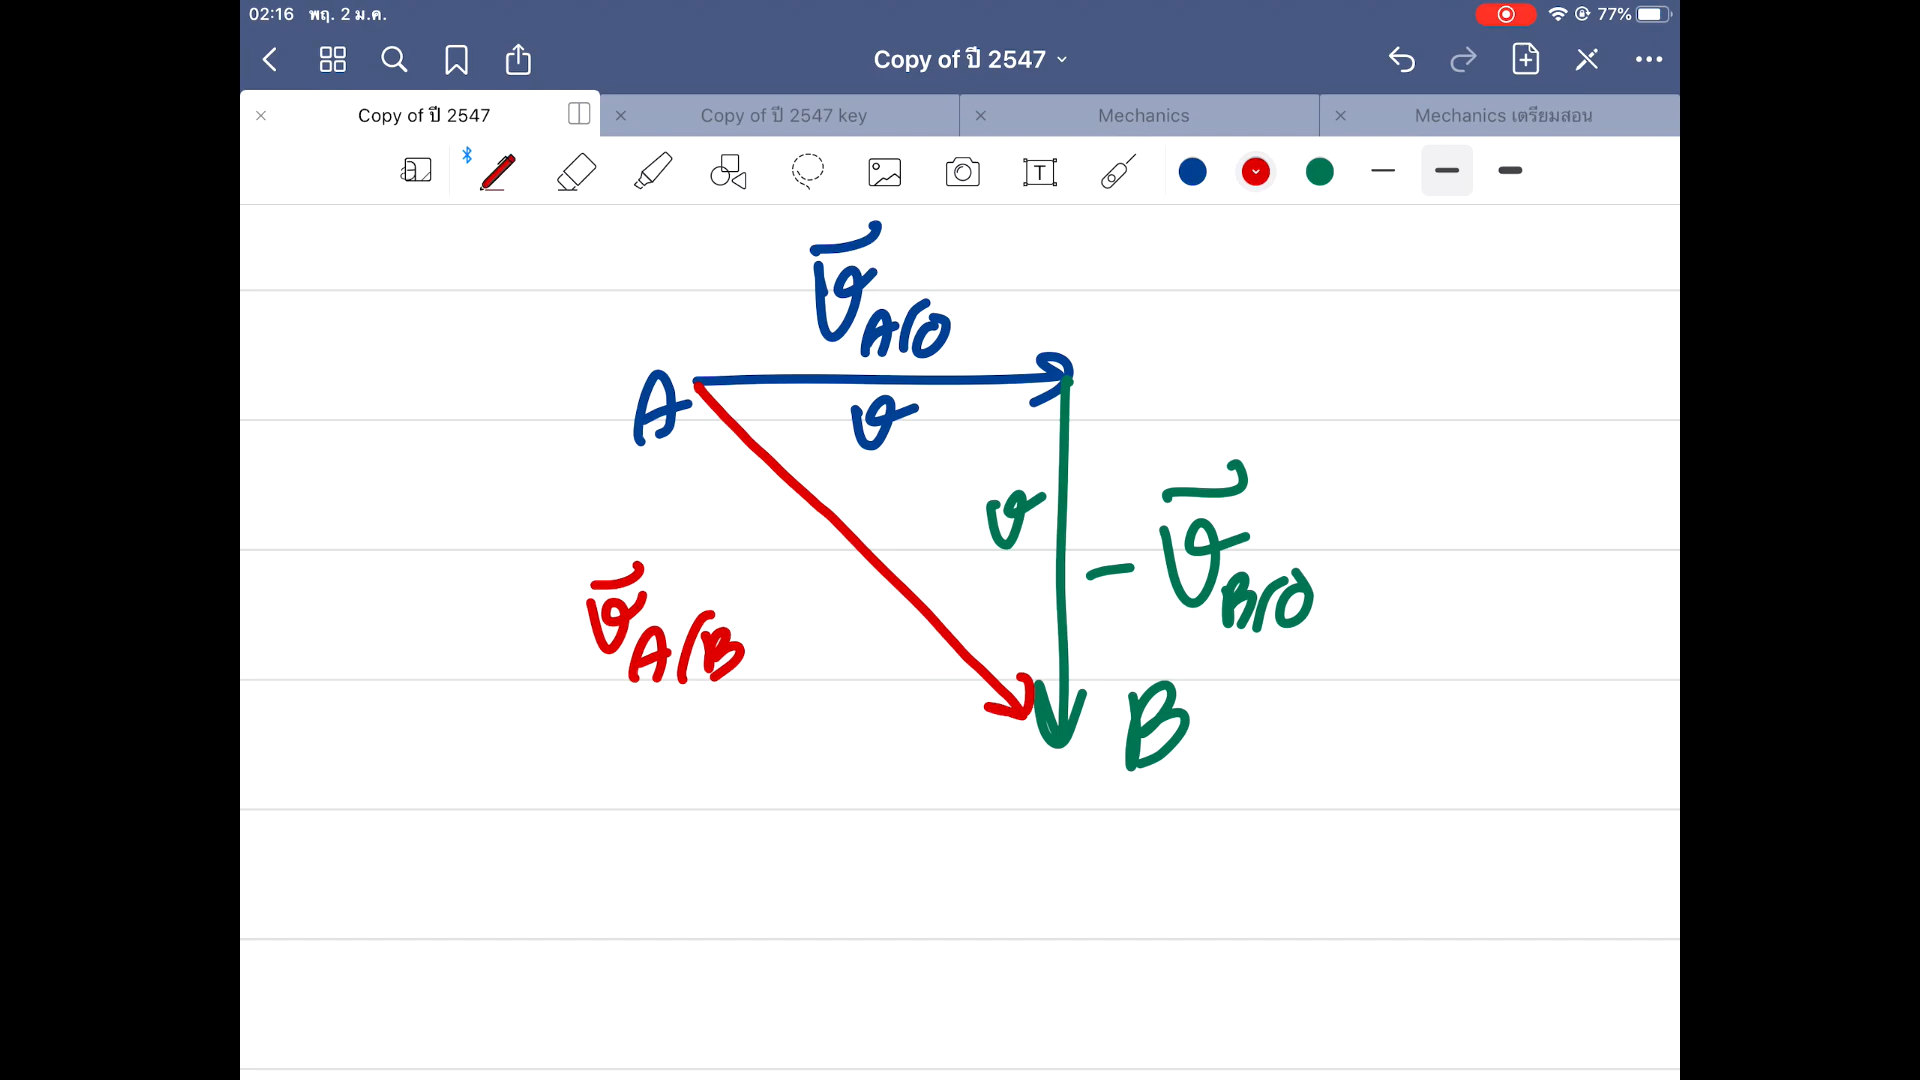 02:16 พฤ. 2 ม.ค.
77%
Copy of ปี 2547
Copy of ปี 2547
Copy of ปี 2547 key
Mechanics
Mechanics เตรียมสอน
T
v⃗A/O
A
v
v
- v⃗B/O
v⃗A/B
B